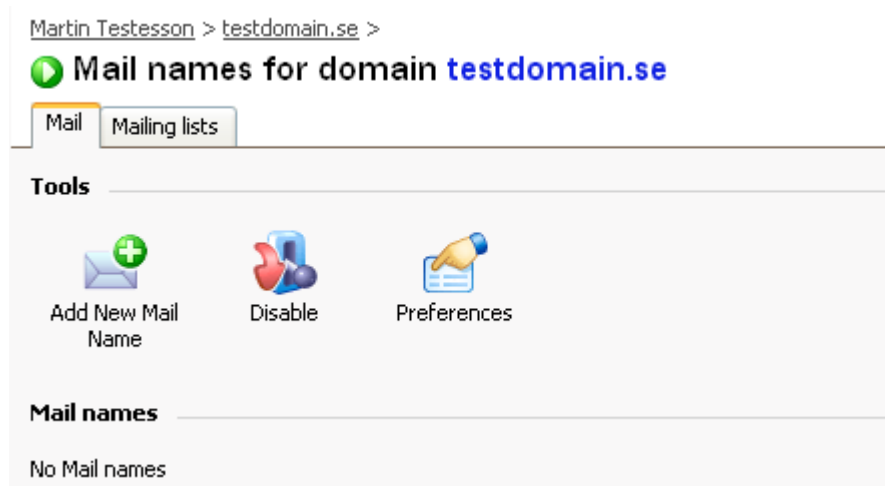 Martin Testesson > testdomain.se >
Mail names for domain testdomain.se
Mail Mailing lists
Tools
Add New Mail Name
Disable
Preferences
Mail names
No Mail names